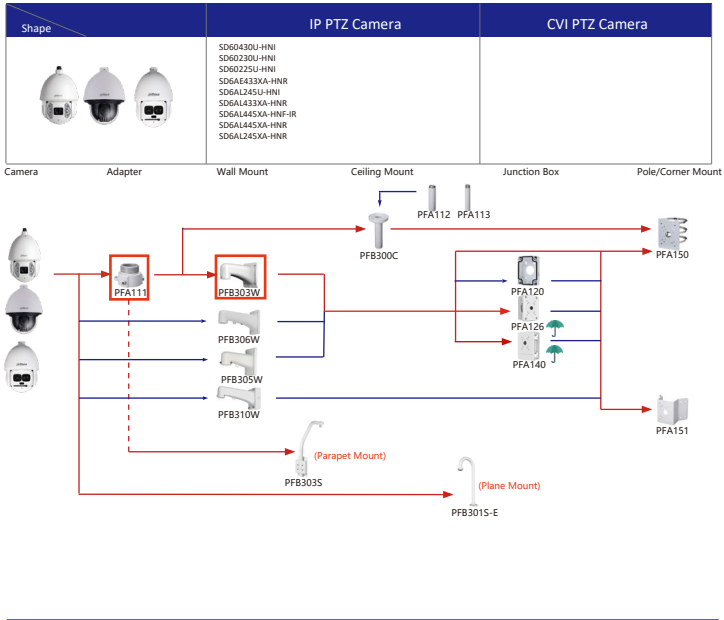 Shape
IP PTZ Camera
CVI PTZ Camera
SD60430U-HNI
SD60230U-HNI
SD60225U-HNI
SD6AE433XA-HNR
SD6AL245U-HNI
SD6AL433XA-HNR
SD6AL445XA-HNF-IR
SD6AL445XA-HNR
SD6AL245XA-HNR
Camera
Adapter
Wall Mount
Ceiling Mount
Junction Box
Pole/Corner Mount
PFA112
PFA113
PFB300C
PFA150
PFA111
PFB303W
PFA120
PFB306W
PFA126
PFB305W
PFA140
PFB310W
PFA151
(Parapet Mount)
PFB303S
(Plane Mount)
PFB301S-E